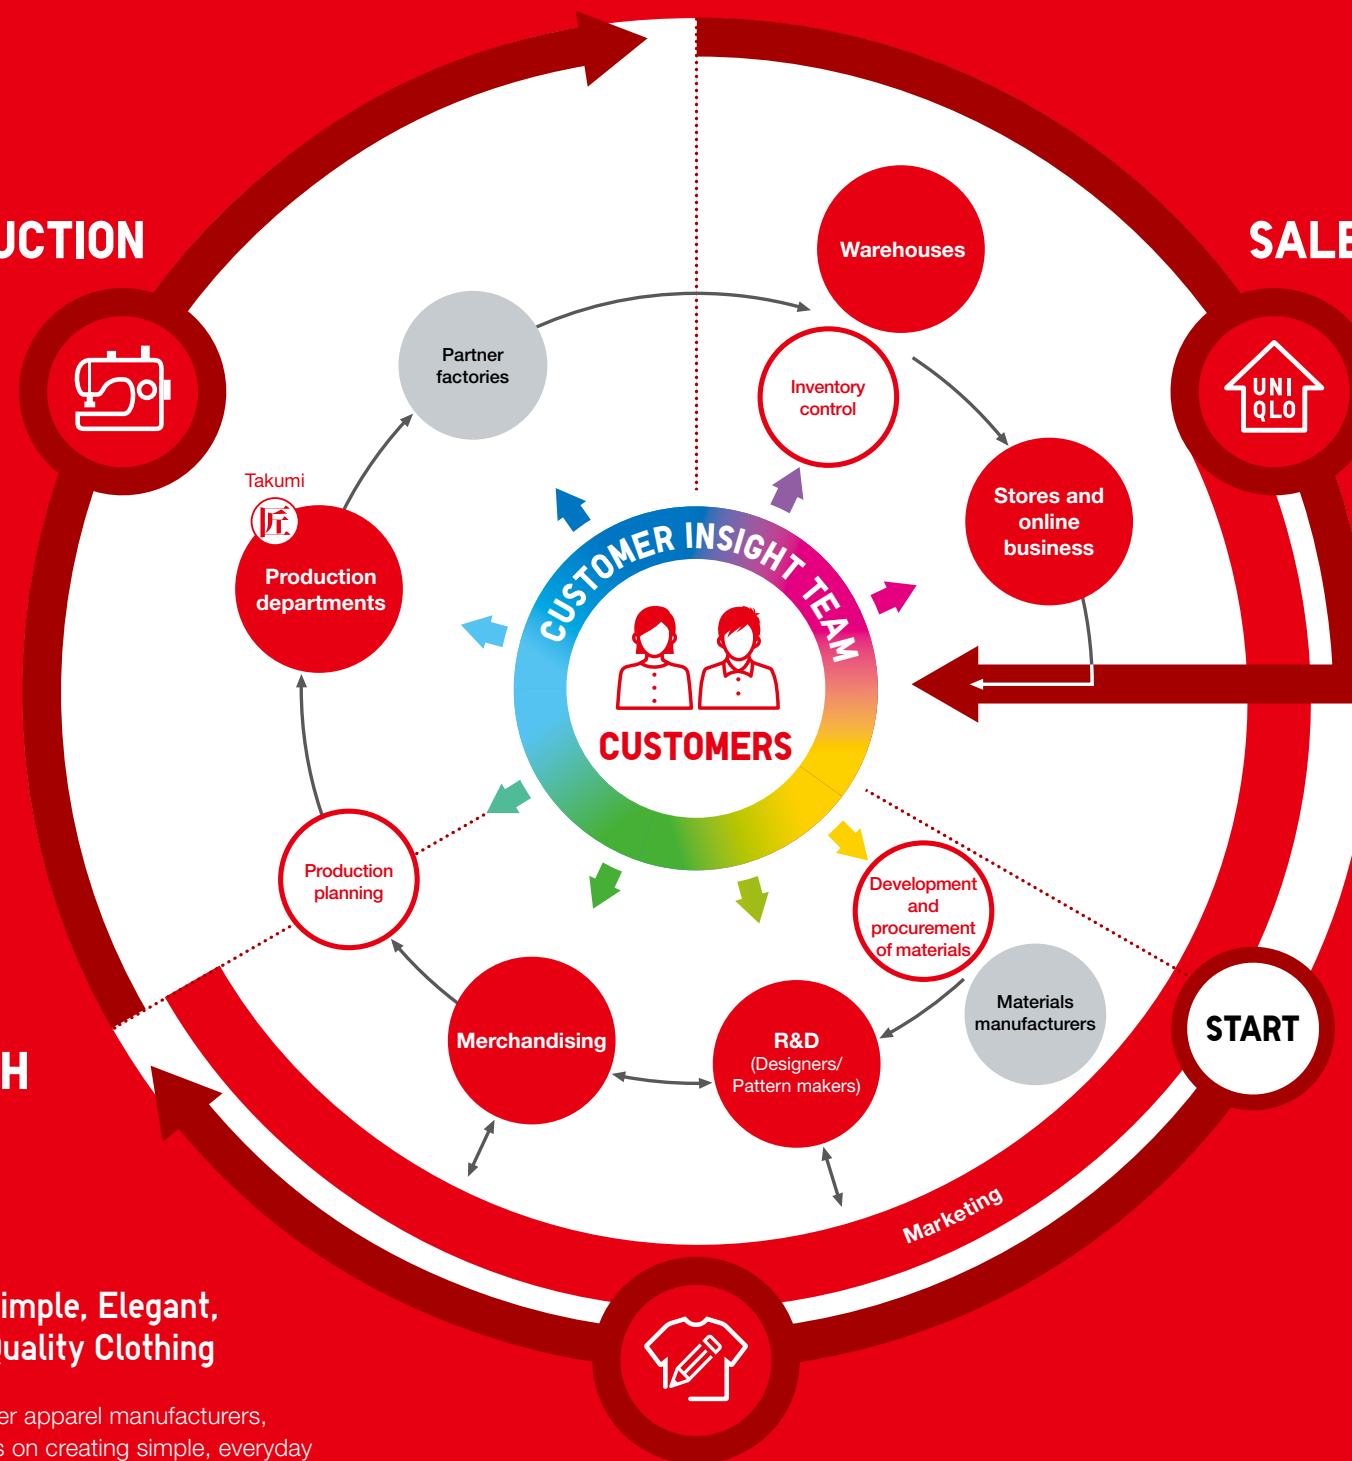 UCTION
SALE
Warehouses
Partner
factories
Inventory
control
UNI
QLO
Takumi
匠
Stores and
online
business
Production
departments
CUSTOMER INSIGHT TEAM
CUSTOMERS
Production
planning
Development
and
procurement
of materials
Materials
manufacturers
START
Merchandising
R&D
(Designers/
Pattern makers)
H
Marketing
imple, Elegant,
Quality Clothing
er apparel manufacturers,
s on creating simple, everyday